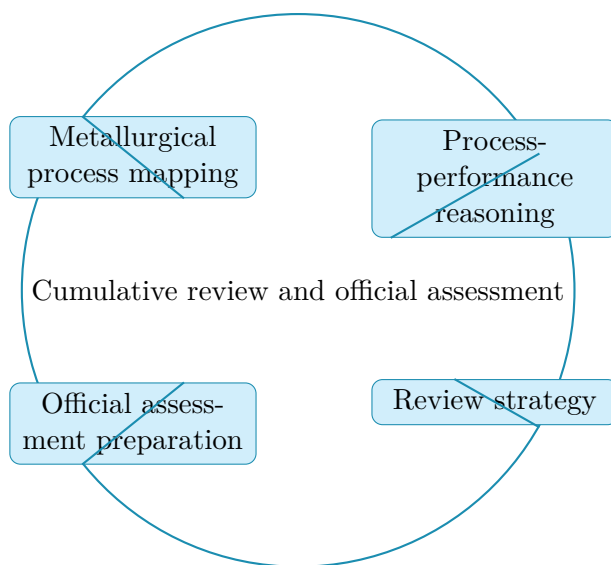 Metallurgical
process mapping
Process-
performance
reasoning
Cumulative review and official assessment
Official assess-
ment preparation
Review strategy